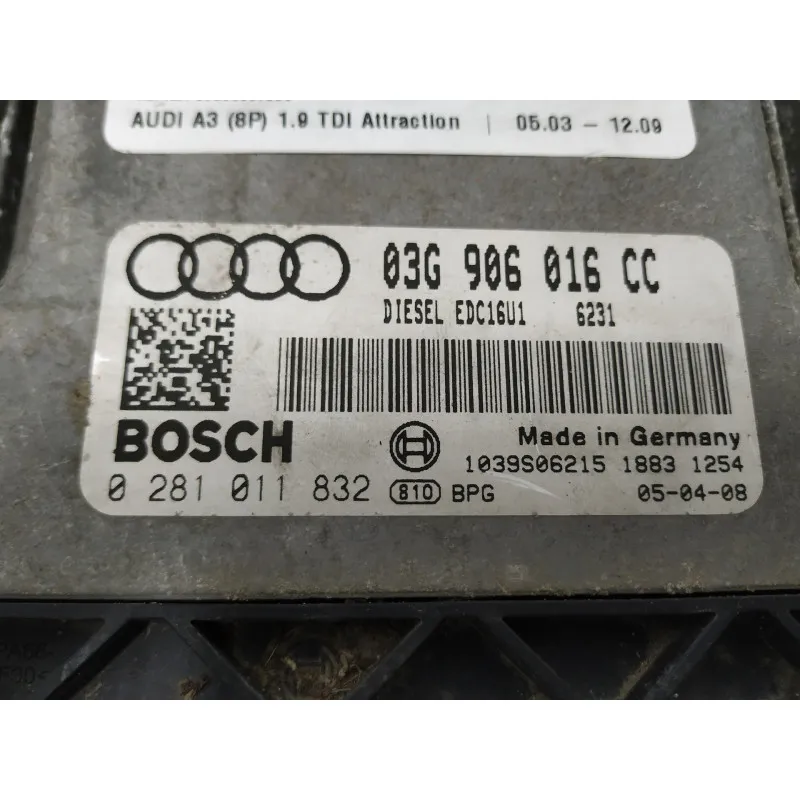 AUDI A3 (8P) 1.9 TDI Attraction | 05.03 – 12.09
03G 906 016 CC
DIESEL EDC16U1 6231
BOSCH
Made in Germany
1039S06215 1883 1254
0 281 011 832 810 BPG 05-04-08